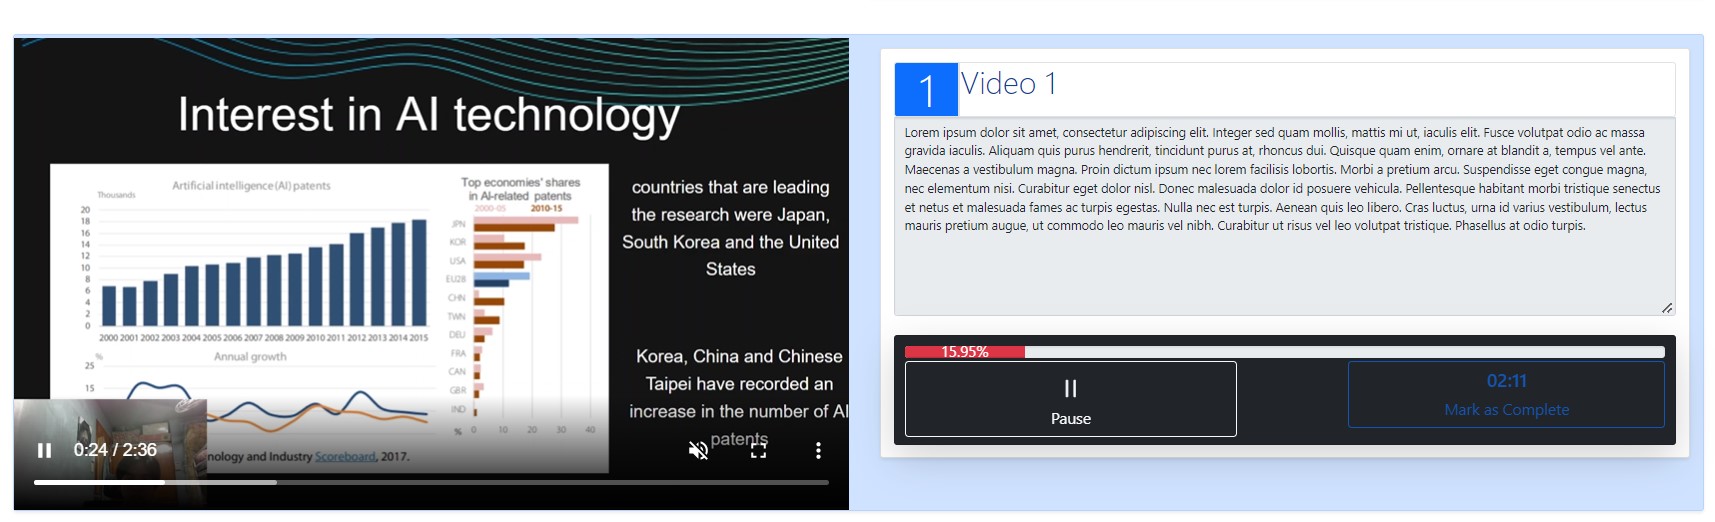 Interest in AI technology
Artificial intelligence (AI) patents
Thousands
20
18
16
14
12
10
8
6
4
2
0
2000 2001 2002 2003 2004 2005 2006 2007 2008 2009 2010 2011 2012 2013 2014 2015
Annual growth
%
25
15
Top economies' shares
in AI-related patents
2000-05 2010-15
JPN
KOR
USA
EU28
CHN
TWN
DEU
FRA
CAN
GBR
IND
% 0 10 20 30 40
nology and Industry Scoreboard, 2017.
countries that are leading
the research were Japan,
South Korea and the United
States
Korea, China and Chinese
Taipei have recorded an
increase in the number of AI
patents
0:24 / 2:36
1 Video 1
Lorem ipsum dolor sit amet, consectetur adipiscing elit. Integer sed quam mollis, mattis mi ut, iaculis elit. Fusce volutpat odio ac massa
gravida iaculis. Aliquam quis purus hendrerit, tincidunt purus at, rhoncus dui. Quisque quam enim, ornare at blandit a, tempus vel ante.
Maecenas a vestibulum magna. Proin dictum ipsum nec lorem facilisis lobortis. Morbi a pretium arcu. Suspendisse eget congue magna,
nec elementum nisi. Curabitur eget dolor nisl. Donec malesuada dolor id posuere vehicula. Pellentesque habitant morbi tristique senectus
et netus et malesuada fames ac turpis egestas. Nulla nec est turpis. Aenean quis leo libero. Cras luctus, urna id varius vestibulum, lectus
mauris pretium augue, ut commodo leo mauris vel nibh. Curabitur ut risus vel leo volutpat tristique. Phasellus at odio turpis.
15.95%
Pause
02:11
Mark as Complete